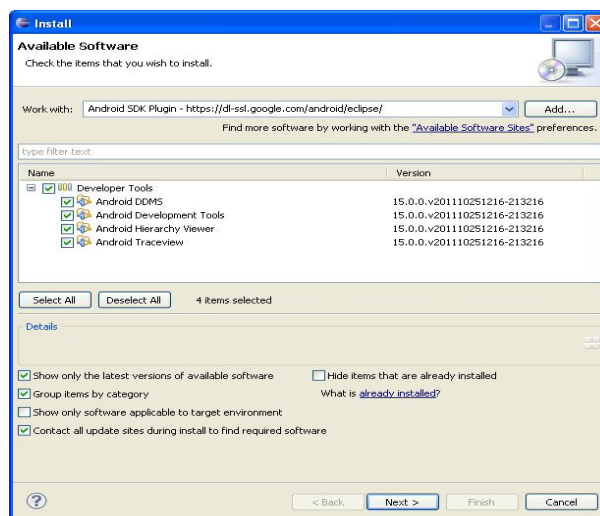 Install
Available Software
Check the items that you wish to install.
Work with: Android SDK Plugin - https://dl-ssl.google.com/android/eclipse/ Add...
Find more software by working with the "Available Software Sites" preferences.
type filter text
Name Version
Developer Tools
Android DDMS 15.0.0.v201110251216-213216
Android Development Tools 15.0.0.v201110251216-213216
Android Hierarchy Viewer 15.0.0.v201110251216-213216
Android Traceview 15.0.0.v201110251216-213216
Select All Deselect All 4 items selected
Details
Show only the latest versions of available software Hide items that are already installed
Group items by category What is already installed?
Show only software applicable to target environment
Contact all update sites during install to find required software
? < Back Next > Finish Cancel